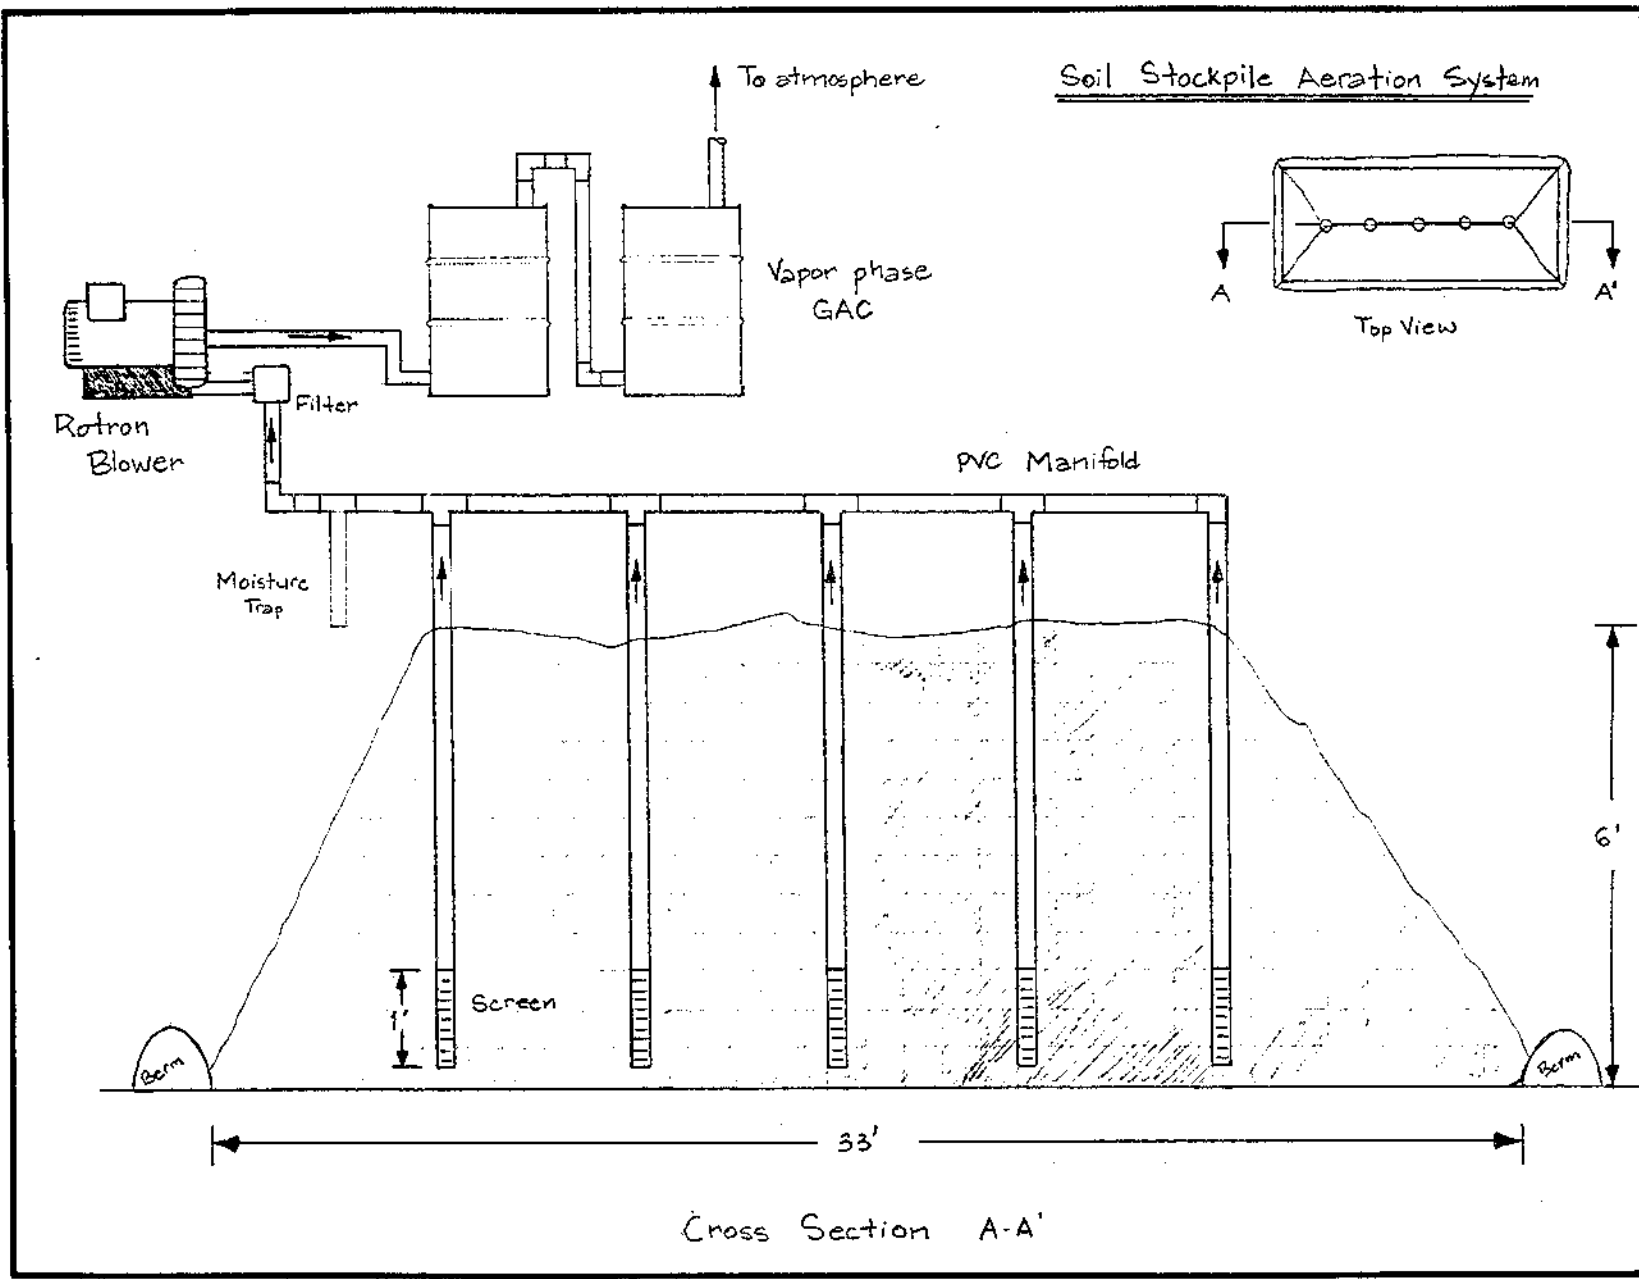 To atmosphere
Soil Stockpile Aeration System
Vapor phase
GAC
A
A'
Top View
Filter
Rotron
Blower
PVC Manifold
Moisture
Trap
6'
1'
Screen
Berm
Berm
33'
Cross Section A-A'